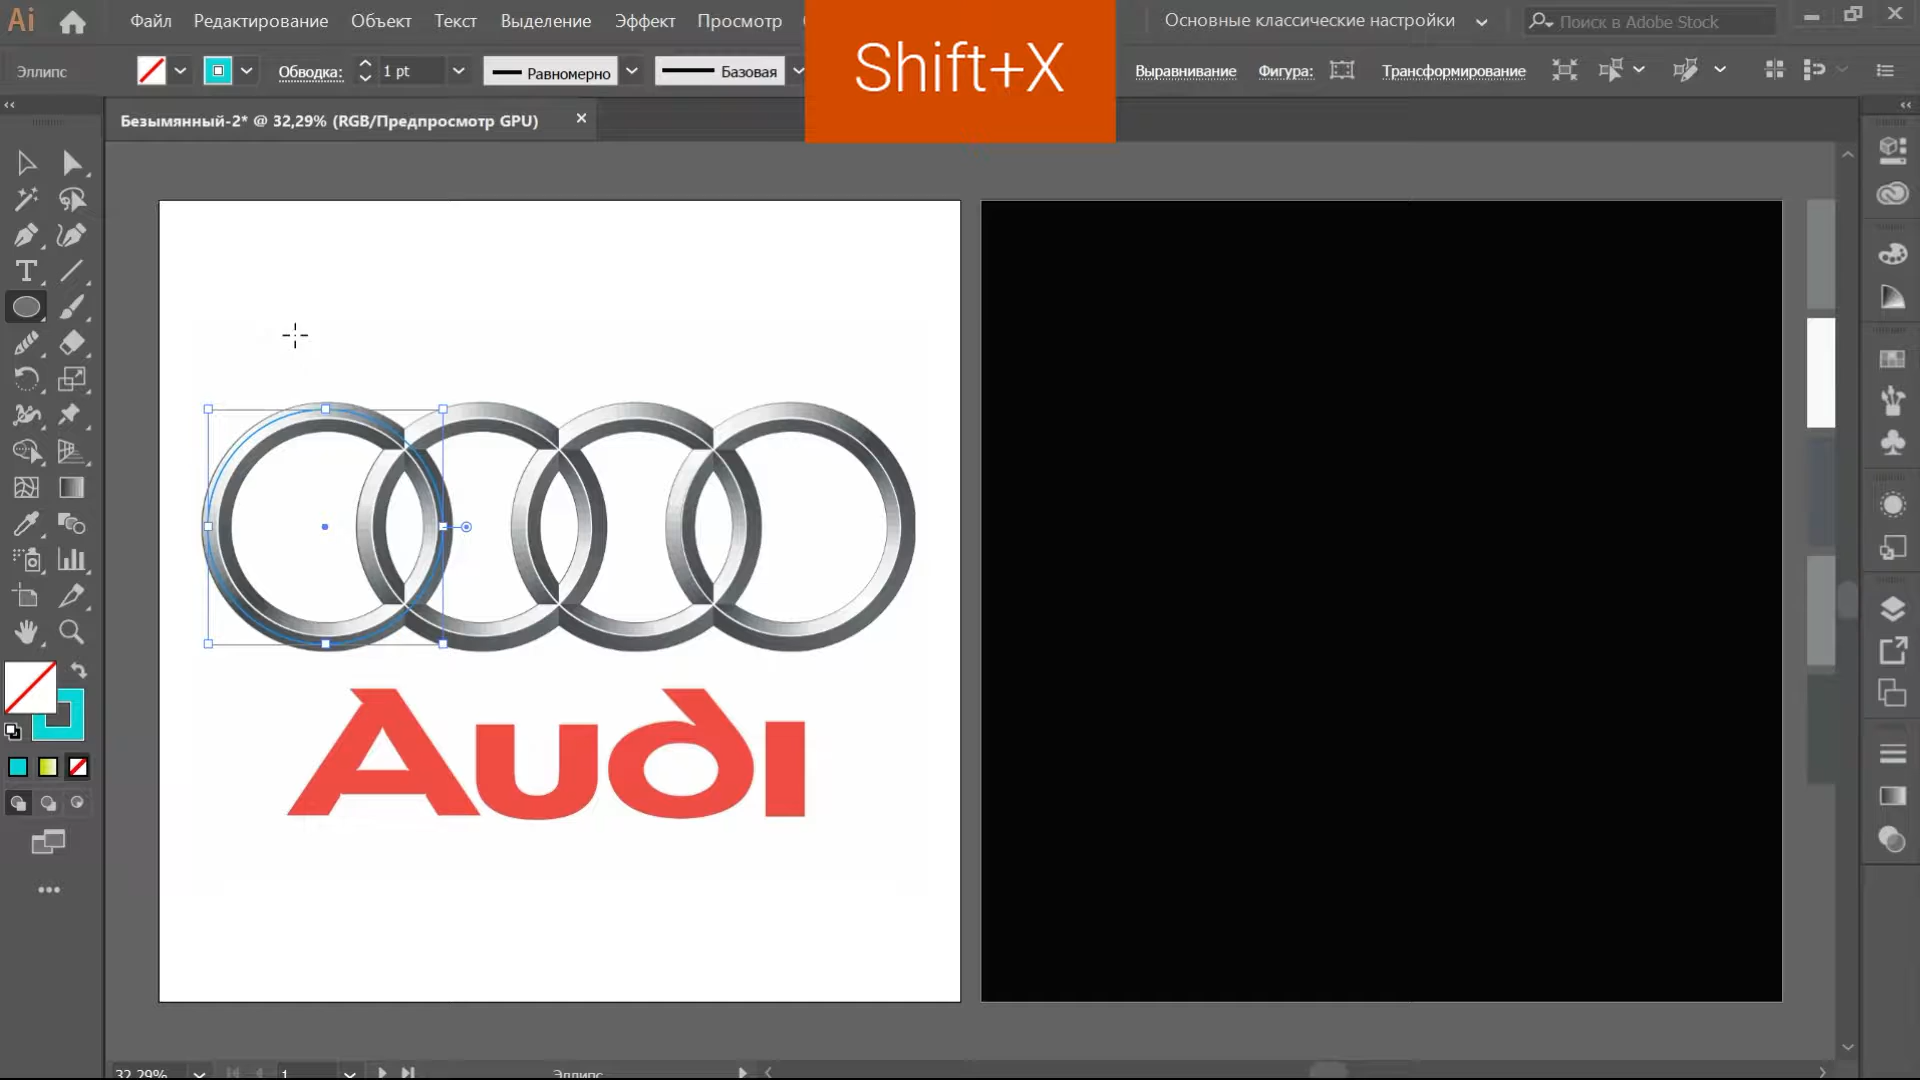 Ai
Файл Редактирование Объект Текст Выделение Эффект Просмотр
Основные классические настройки
Поиск в Adobe Stock
Shift+X
Эллипс
Обводка: 1 pt Равномерно Базовая
Выравнивание Фигура: Трансформирование
Безымянный-2* @ 32,29% (RGB/Предпросмотр GPU)
Audi
32,29% 1 Эллипс